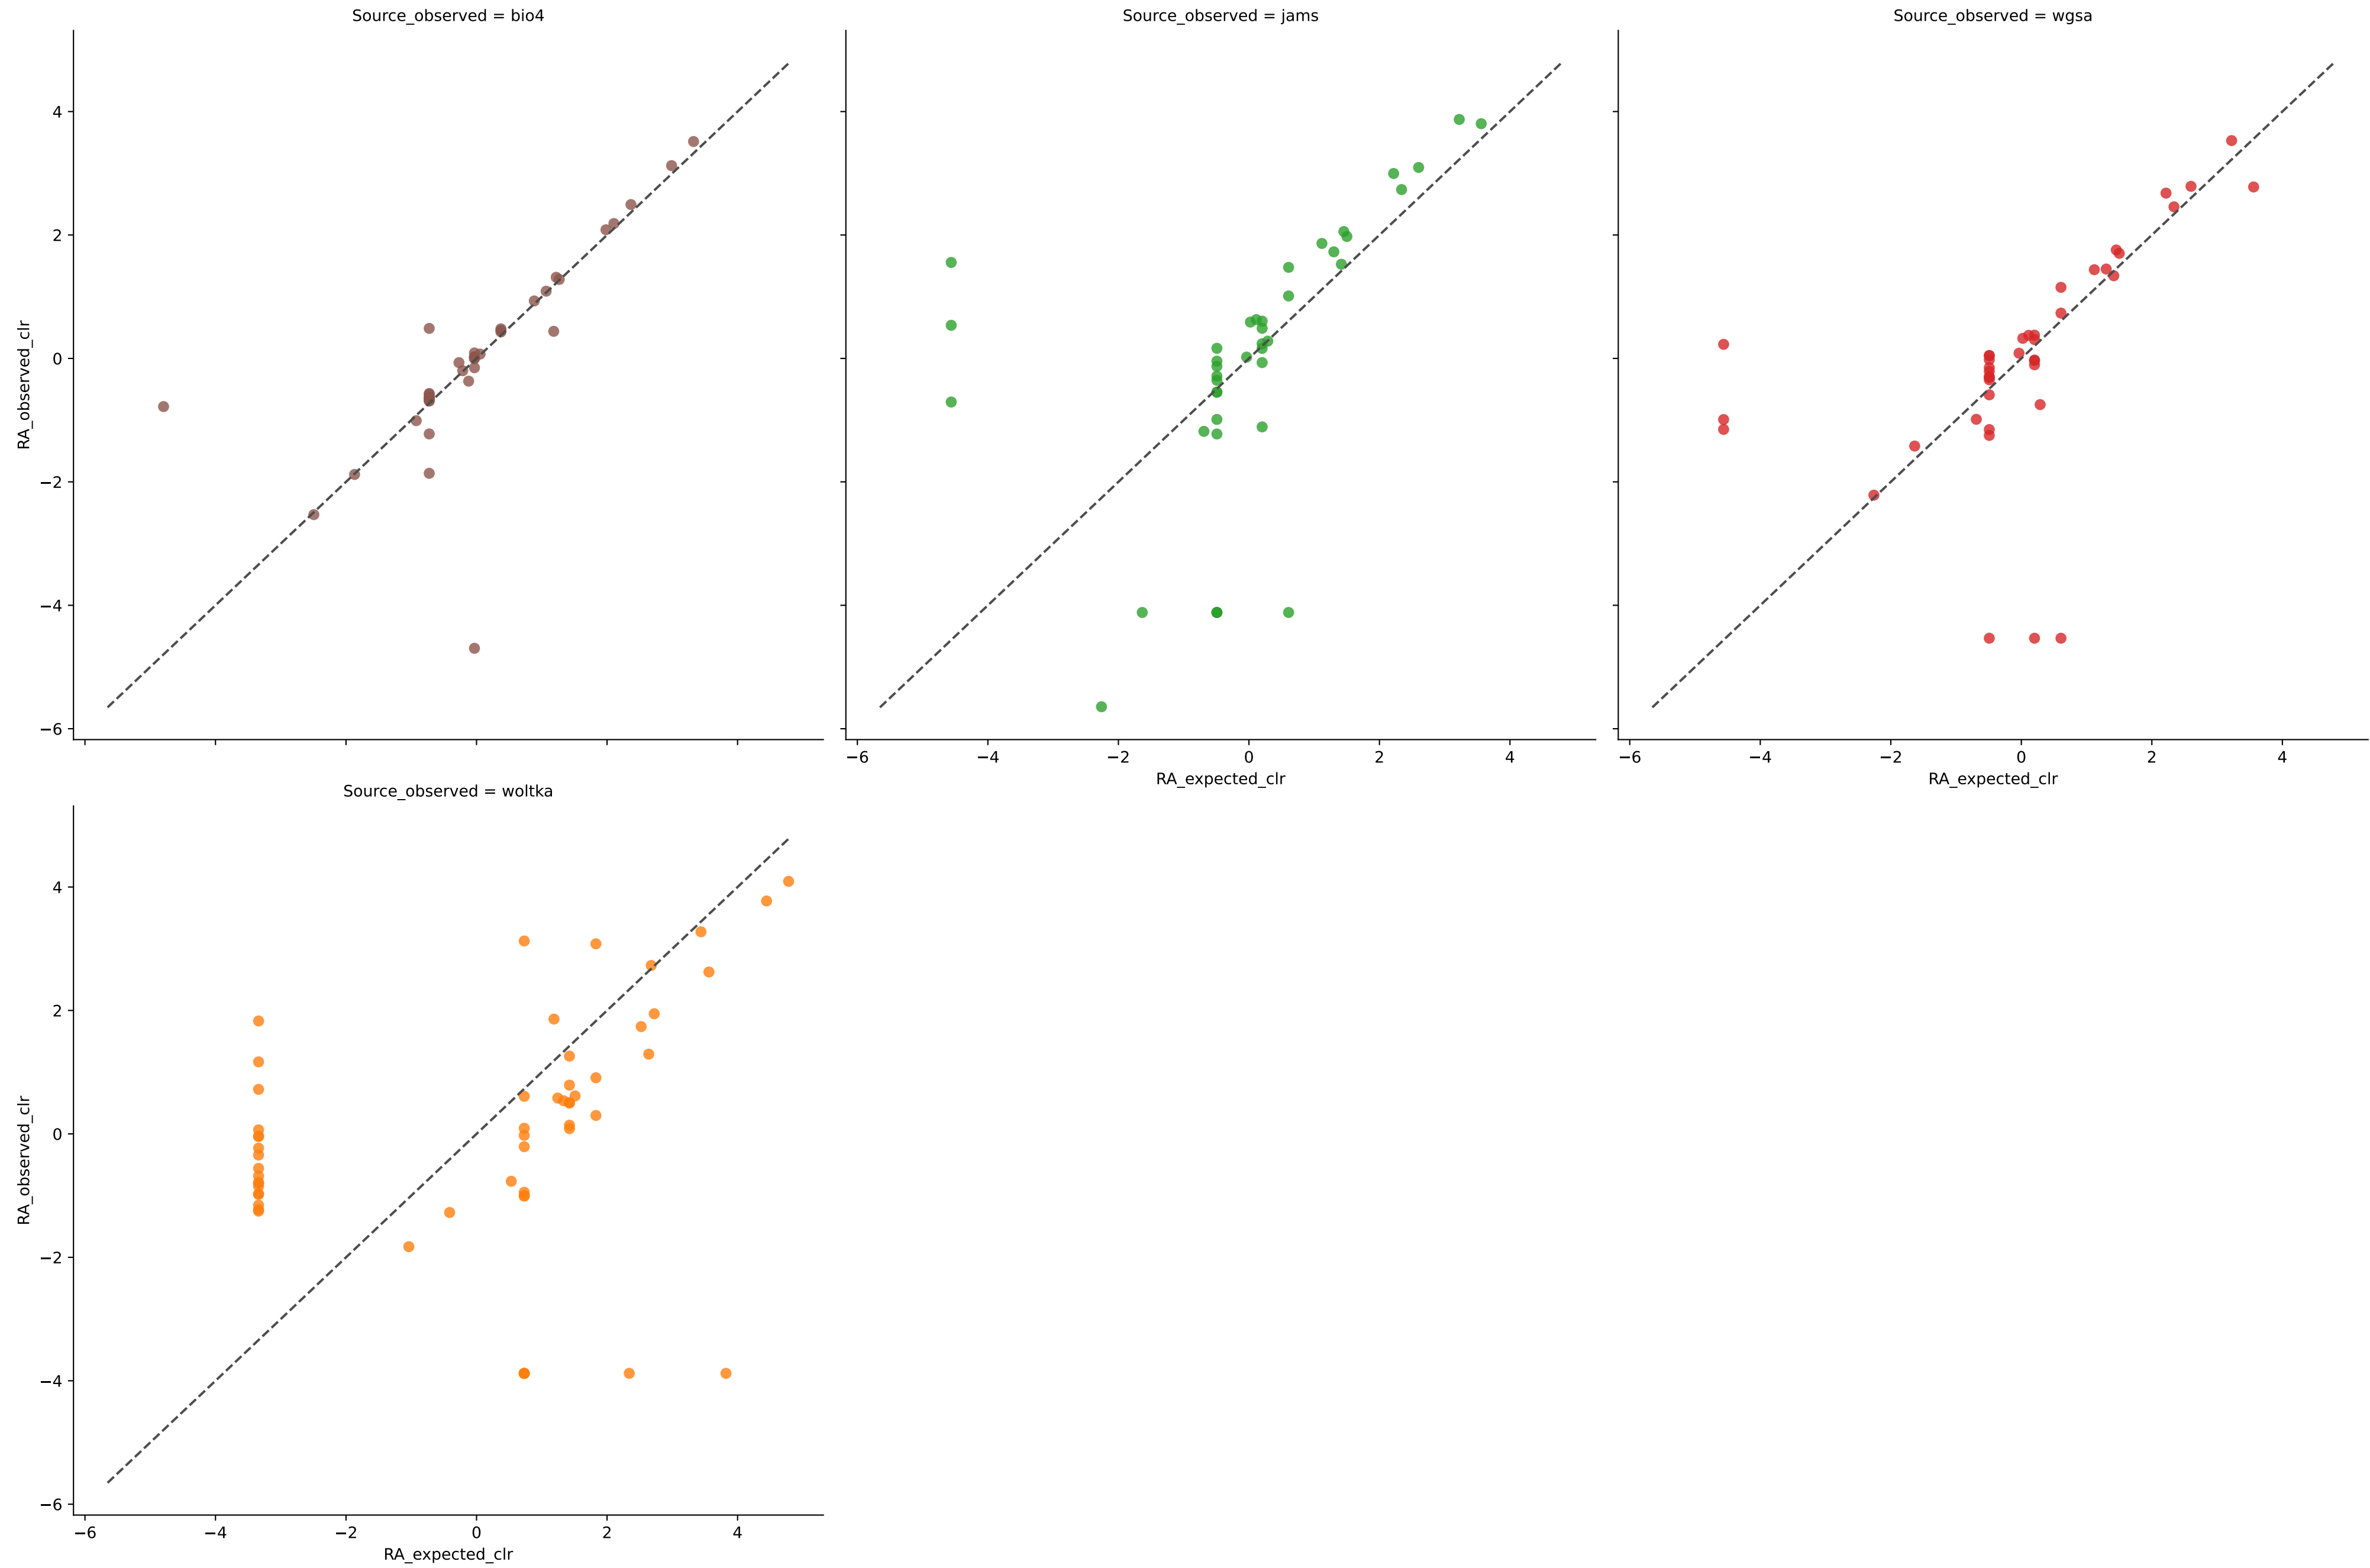 Source_observed = bio4
Source_observed = jams
Source_observed = wgsa
RA_observed_clr
4
2
0
−2
−4
−6
−6 −4 −2 0 2 4
−6 −4 −2 0 2 4
RA_expected_clr
RA_expected_clr
Source_observed = woltka
RA_observed_clr
4
2
0
−2
−4
−6
−6 −4 −2 0 2 4
RA_expected_clr